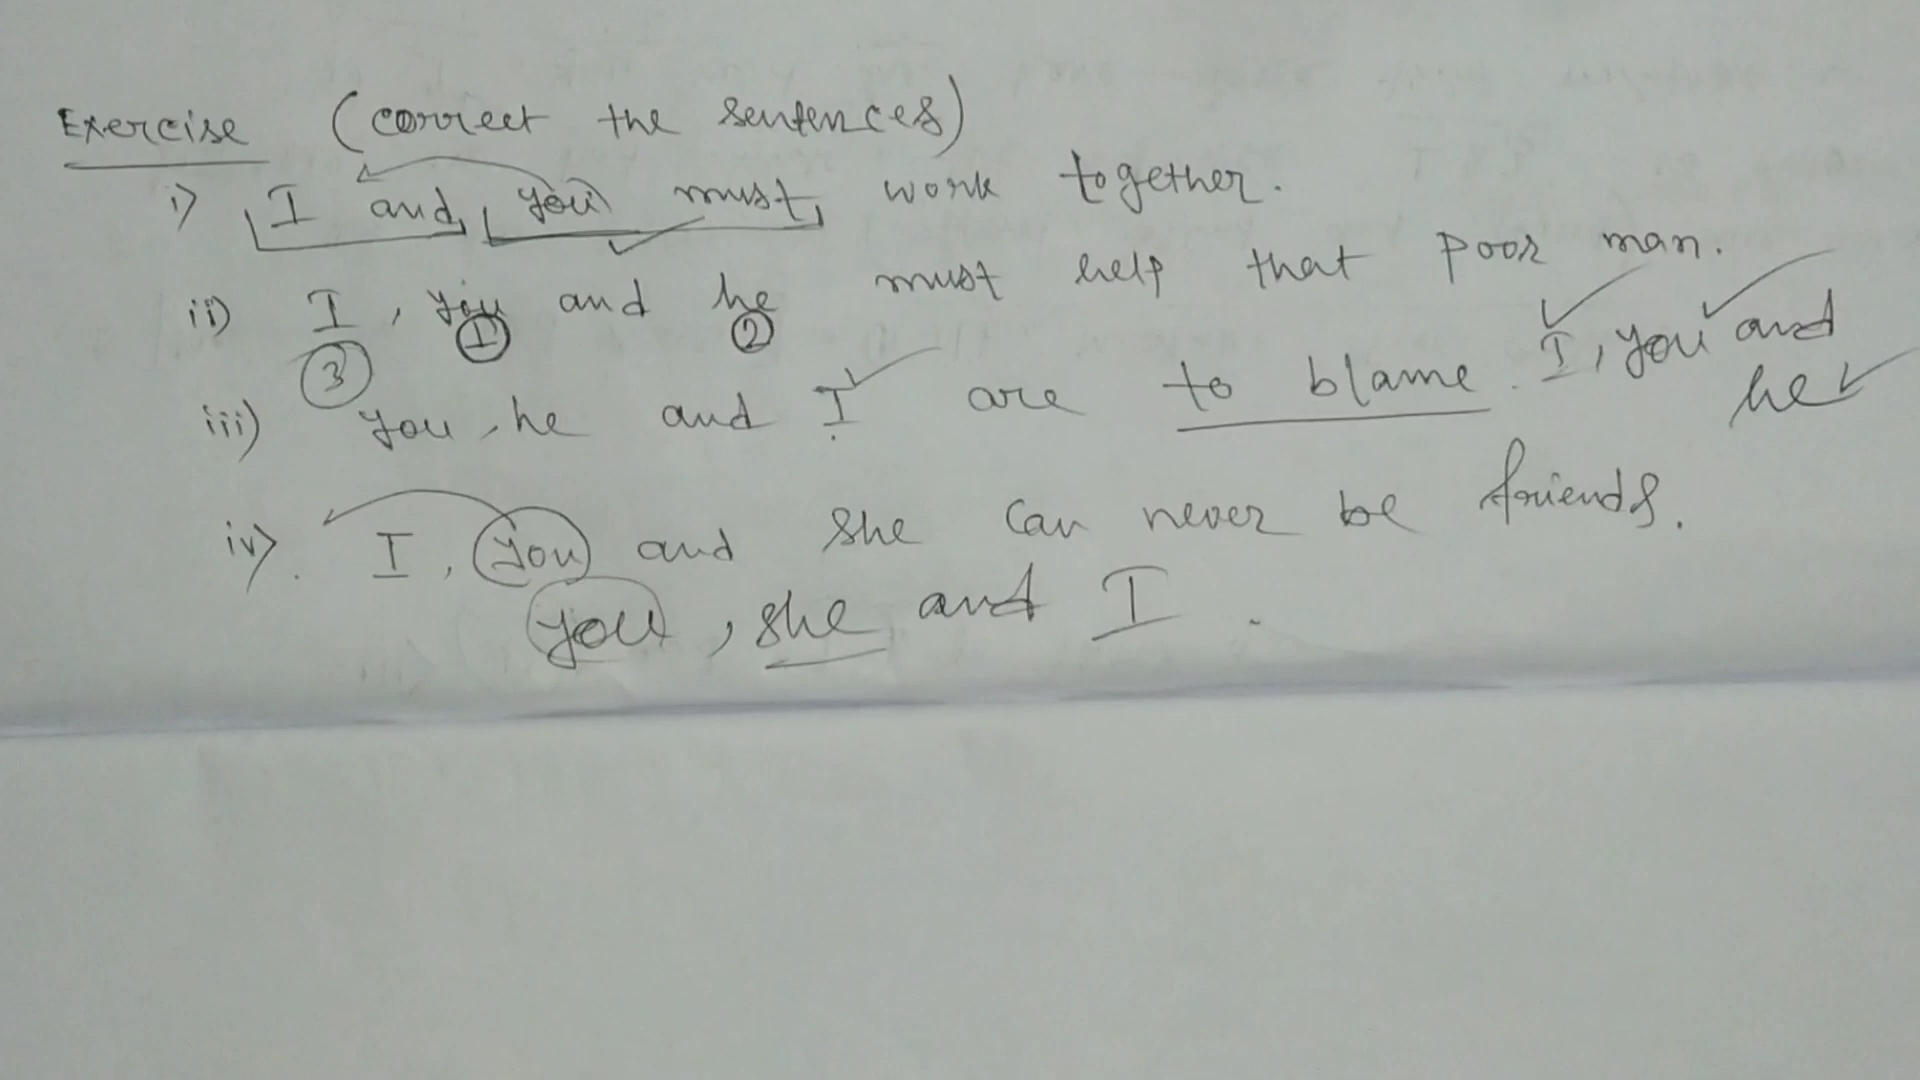 Exercise (correct the sentences)
i) I and you must work together.
ii) I, you and he must help that poor man.
① ②
③
iii) you, he and I are to blame. I, you and
he
iv). I, you and she can never be friends.
you, she and I.